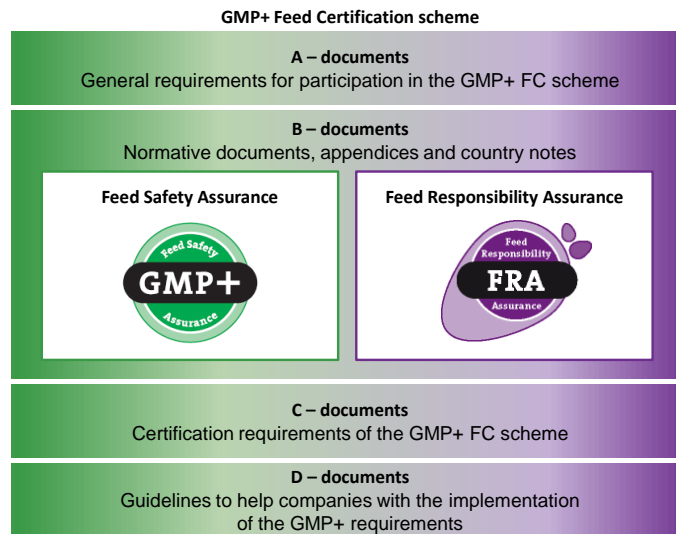 GMP+ Feed Certification scheme
A – documents
General requirements for participation in the GMP+ FC scheme
B – documents
Normative documents, appendices and country notes
Feed Safety Assurance
Feed Safety
GMP+
Assurance
Feed Responsibility Assurance
Feed
Responsibility
FRA
Assurance
C – documents
Certification requirements of the GMP+ FC scheme
D – documents
Guidelines to help companies with the implementation
of the GMP+ requirements